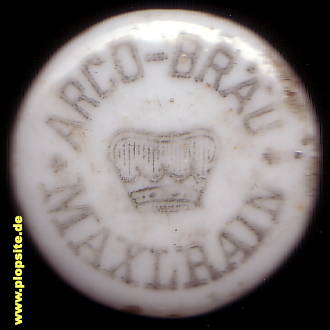 ARCO-BRÄU
* MAXLRAIN *
www.plopsite.de